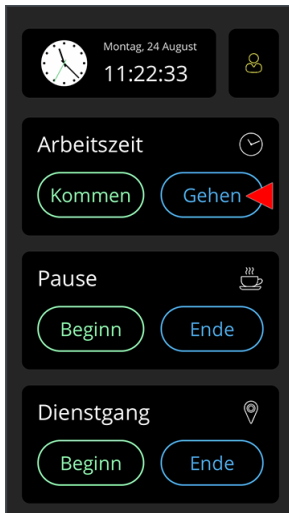 Montag, 24 August
11:22:33
Arbeitszeit
Kommen Gehen
Pause
Beginn Ende
Dienstgang
Beginn Ende